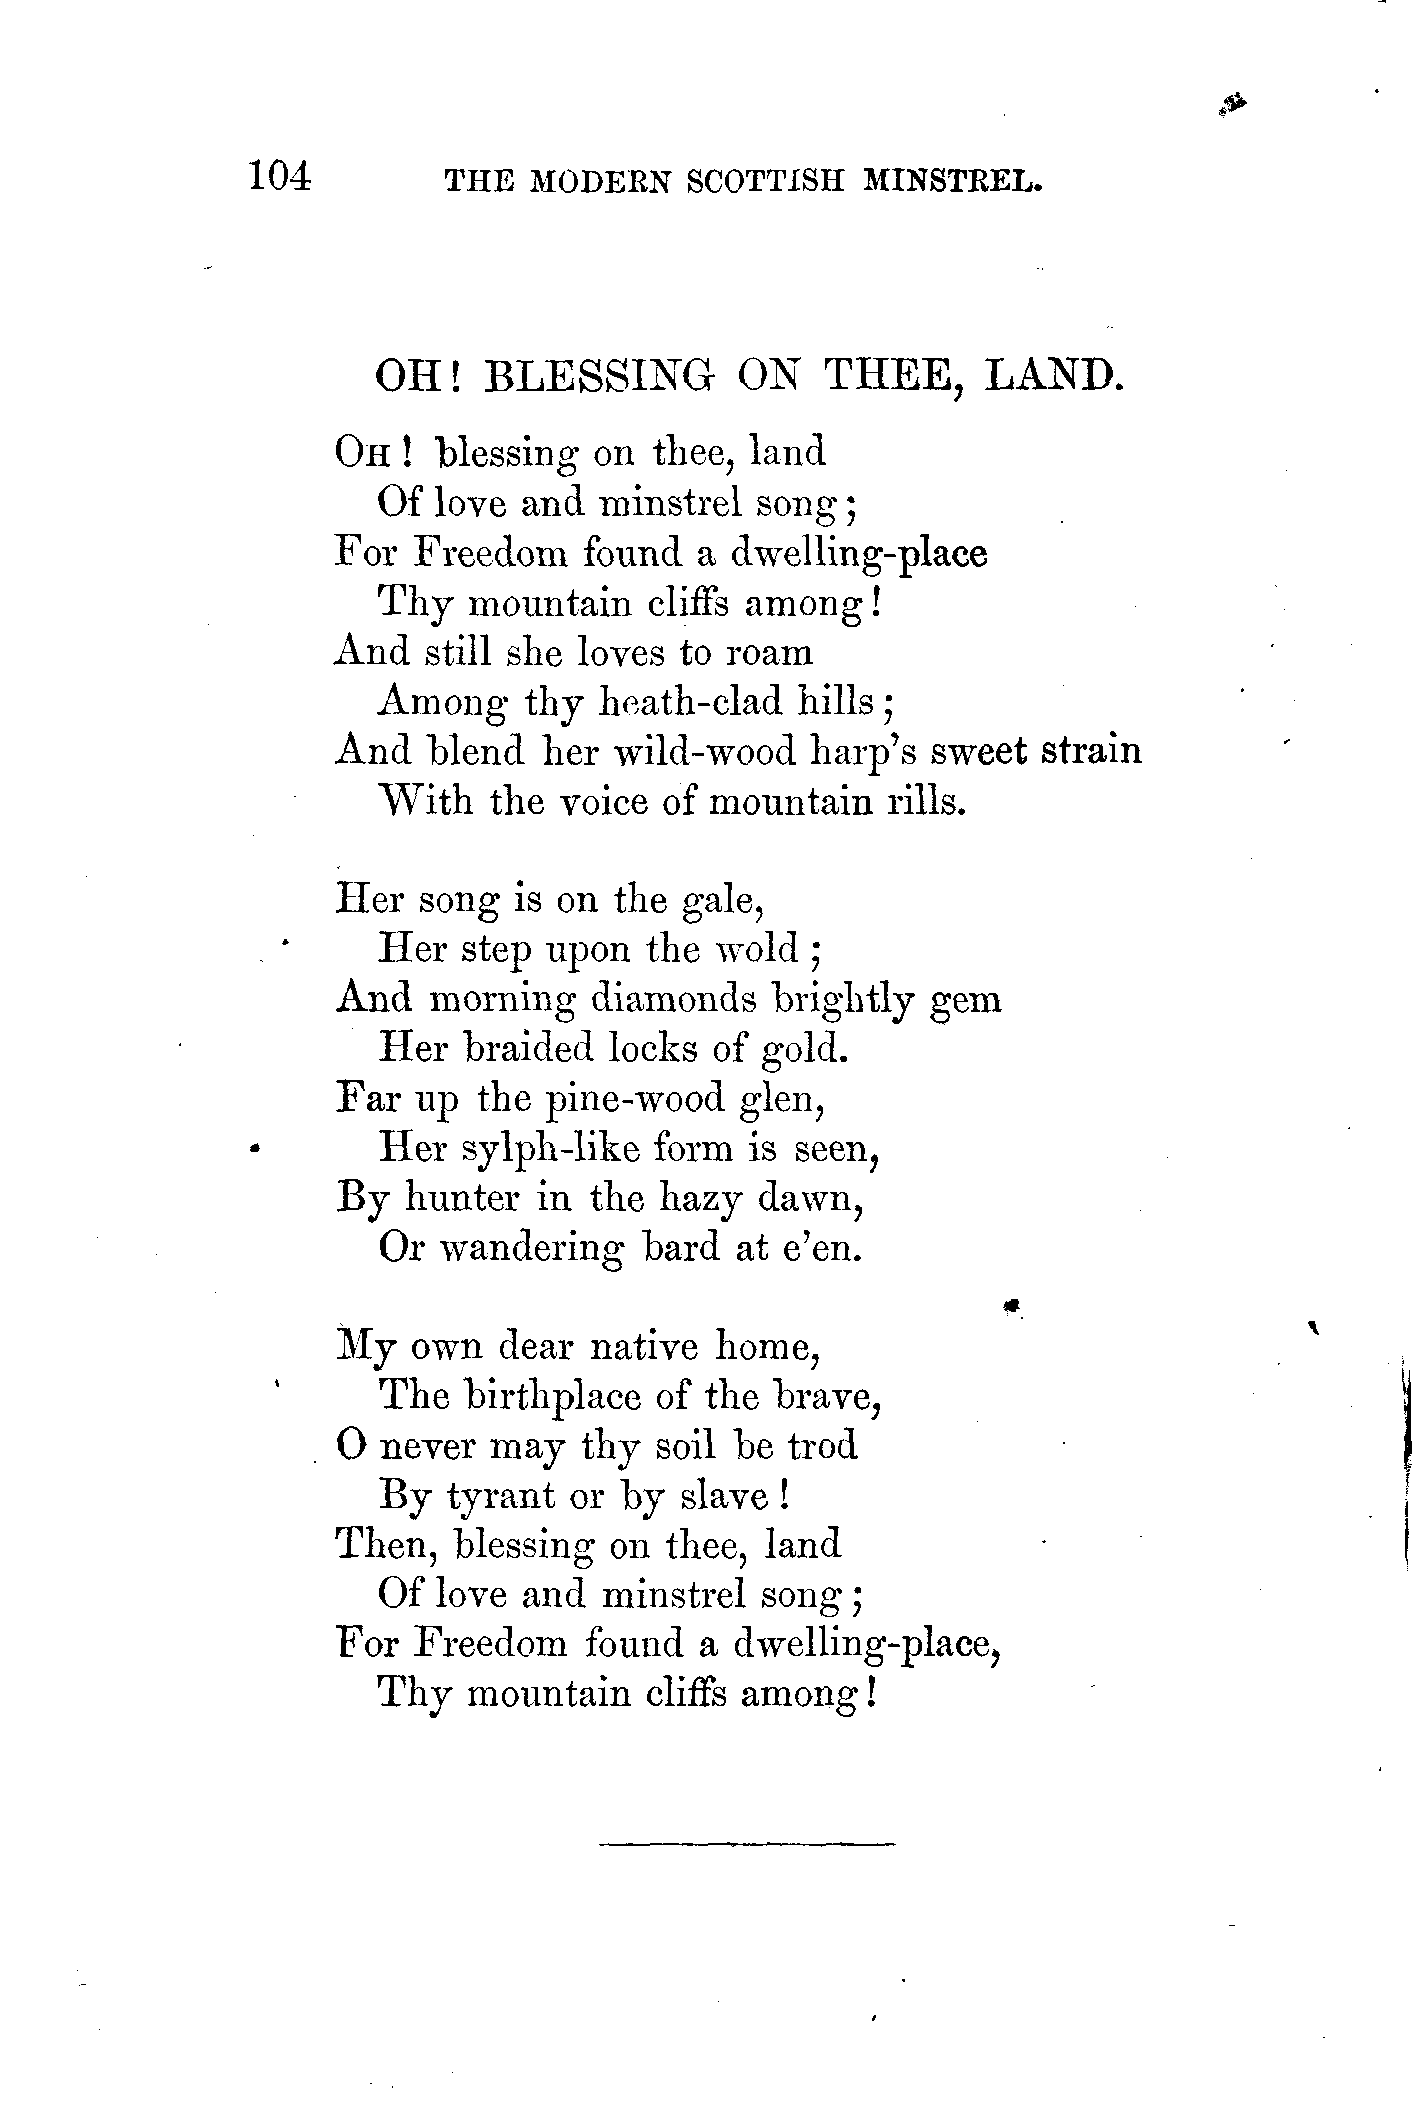 104 THE MODERN SCOTTISH MINSTREL.
OH! BLESSING ON THEE, LAND.
OH! blessing on thee, land
Of love and minstrel song;
For Freedom found a dwelling-place
Thy mountain cliffs among!
And still she loves to roam
Among thy heath-clad hills;
And blend her wild-wood harp's sweet strain
With the voice of mountain rills.
Her song is on the gale,
Her step upon the wold;
And morning diamonds brightly gem
Her braided locks of gold.
Far up the pine-wood glen,
Her sylph-like form is seen,
By hunter in the hazy dawn,
Or wandering bard at e'en.
My own dear native home,
The birthplace of the brave,
O never may thy soil be trod
By tyrant or by slave!
Then, blessing on thee, land
Of love and minstrel song;
For Freedom found a dwelling-place,
Thy mountain cliffs among!